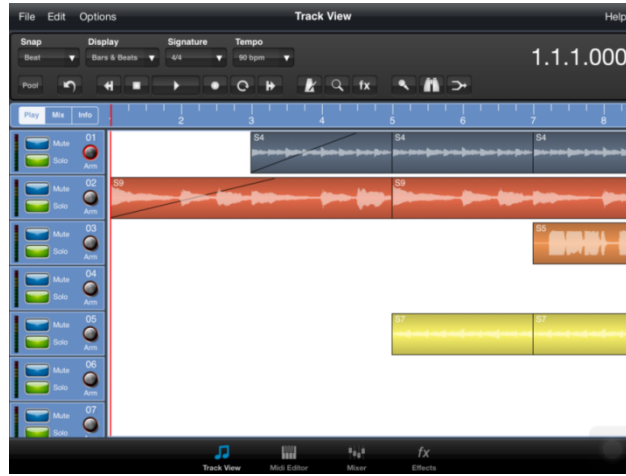 File Edit Options Track View Help
Snap Display Signature Tempo
Beat Bars & Beats 4/4 90 bpm 1.1.1.000
Pool fx
Play Mix Info 2 3 4 5 6 7 8
Mute 01 S4 S4 S4
Solo
Arm
Mute 02 S9 S9
Solo
Arm
Mute 03 S5
Solo
Arm
Mute 04
Solo
Arm
Mute 05 S7 S7
Solo
Arm
Mute 06
Solo
Arm
Mute 07
Solo
fx
Track View Midi Editor Mixer Effects